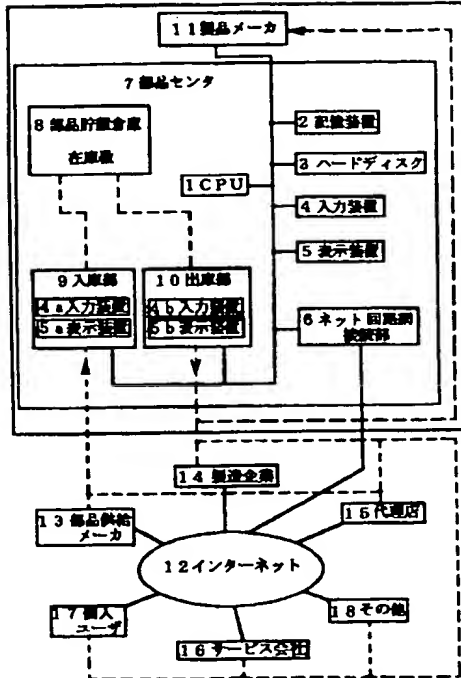 11製品メーカ
7部品センタ
8部品貯蔵倉庫
在庫数
2記憶装置
3ハードディスク
1CPU
4入力装置
5表示装置
9入庫部
4a入力装置
5a表示装置
10出庫部
4b入力装置
5b表示装置
6ネット回路網
接続部
14製造企業
13部品供給
メーカ
15代理店
12インターネット
17個人
ユーザ
18その他
16サービス会社